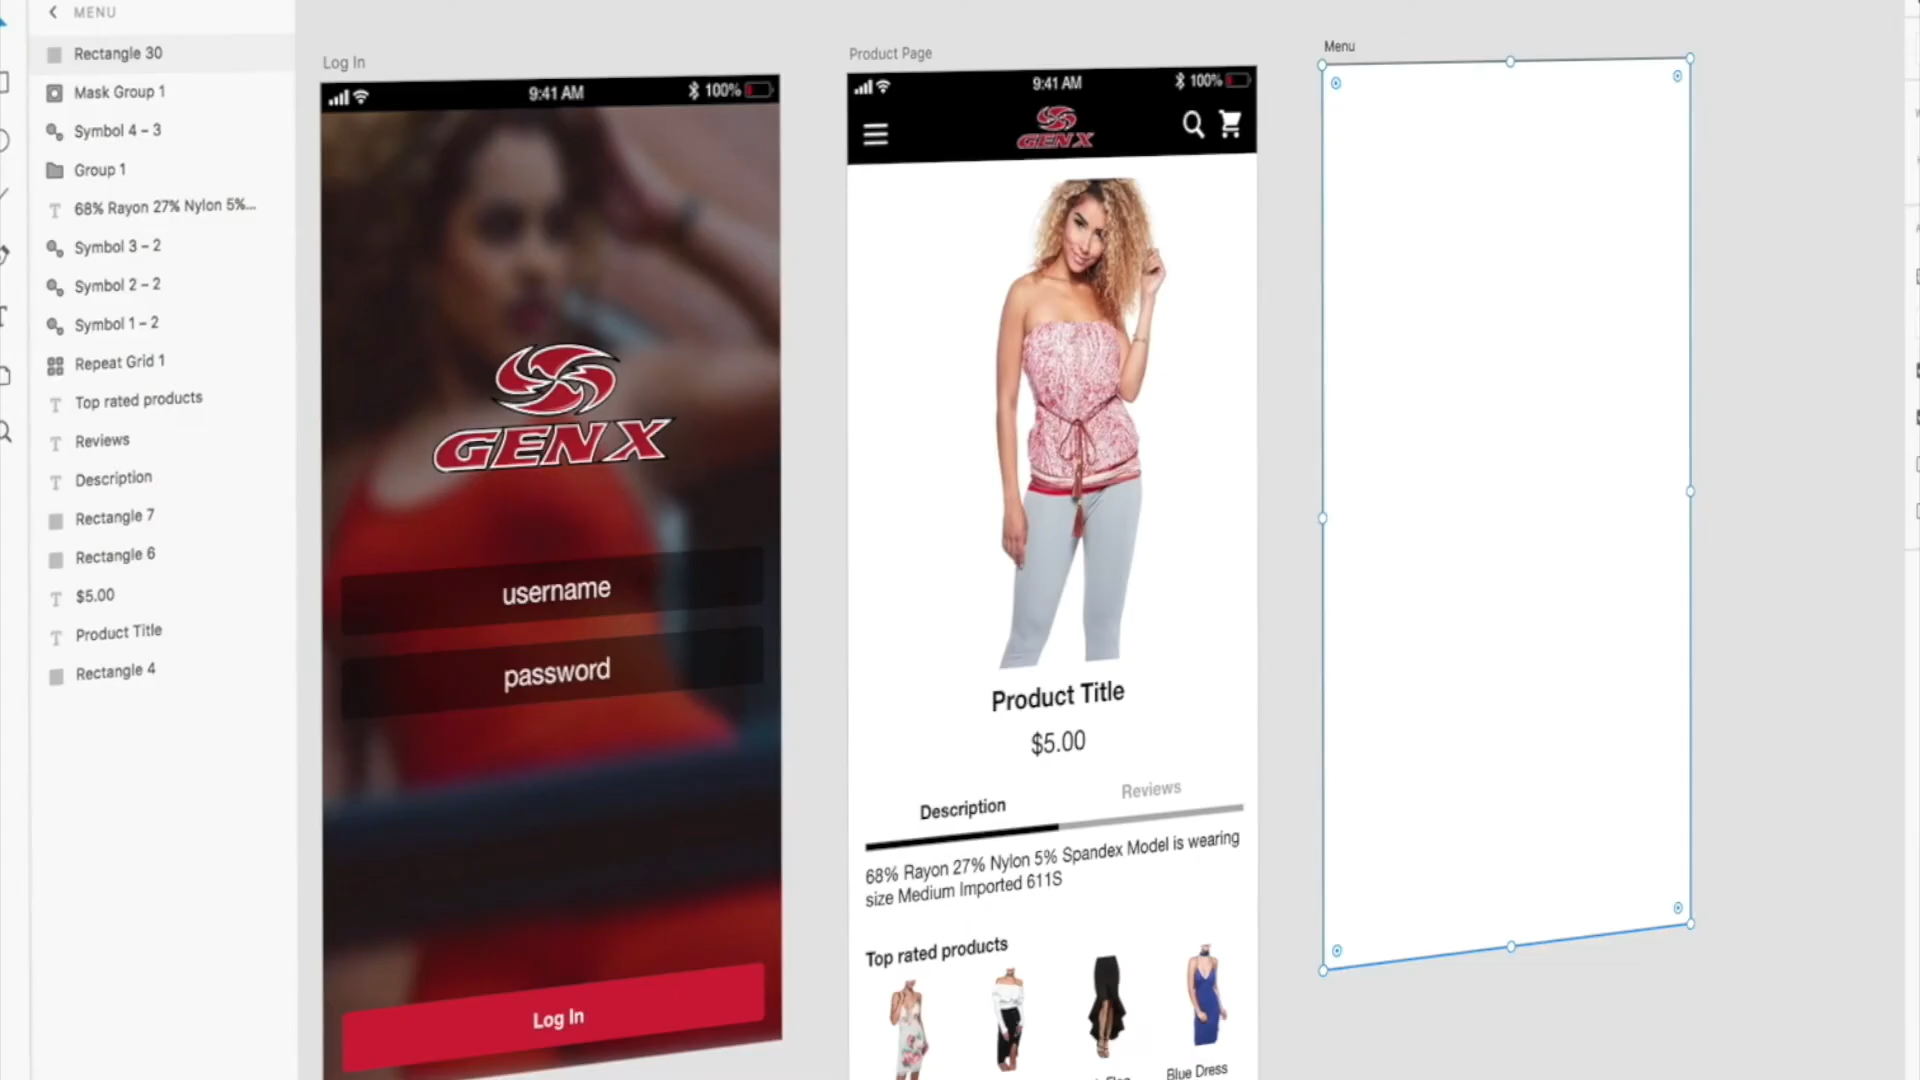 MENU
Rectangle 30
Mask Group 1
Symbol 4 – 3
Group 1
68% Rayon 27% Nylon 5%...
Symbol 3 – 2
Symbol 2 – 2
Symbol 1 – 2
Repeat Grid 1
Top rated products
Reviews
Description
Rectangle 7
Rectangle 6
$5.00
Product Title
Rectangle 4
Log In
9:41 AM
100%
GEN X
username
password
Log In
Product Page
9:41 AM
100%
GEN X
Product Title
$5.00
Description
Reviews
68% Rayon 27% Nylon 5% Spandex Model is wearing
size Medium Imported 611S
Top rated products
Blue Dress
Menu